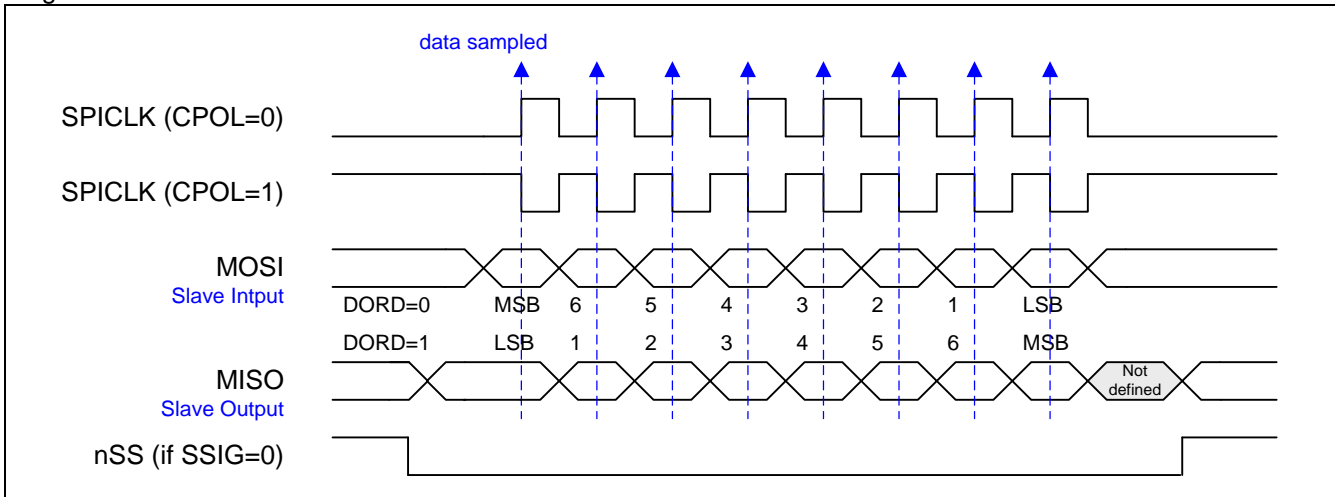 data sampled
SPICLK (CPOL=0)
SPICLK (CPOL=1)
MOSI
Slave Intput
DORD=0 MSB 6 5 4 3 2 1 LSB
DORD=1 LSB 1 2 3 4 5 6 MSB
MISO
Slave Output
Not
defined
nSS (if SSIG=0)